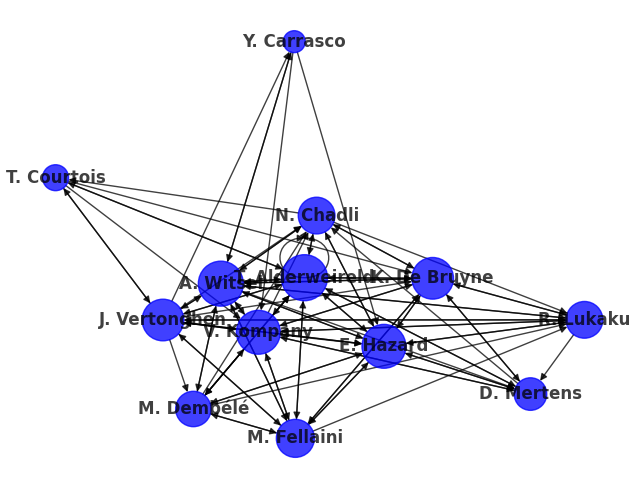 Y. Carrasco
T. Courtois
N. Chadli
A. Witsel
T. Alderweireld
K. De Bruyne
J. Vertonghen
V. Kompany
E. Hazard
R. Lukaku
M. Dembélé
D. Mertens
M. Fellaini